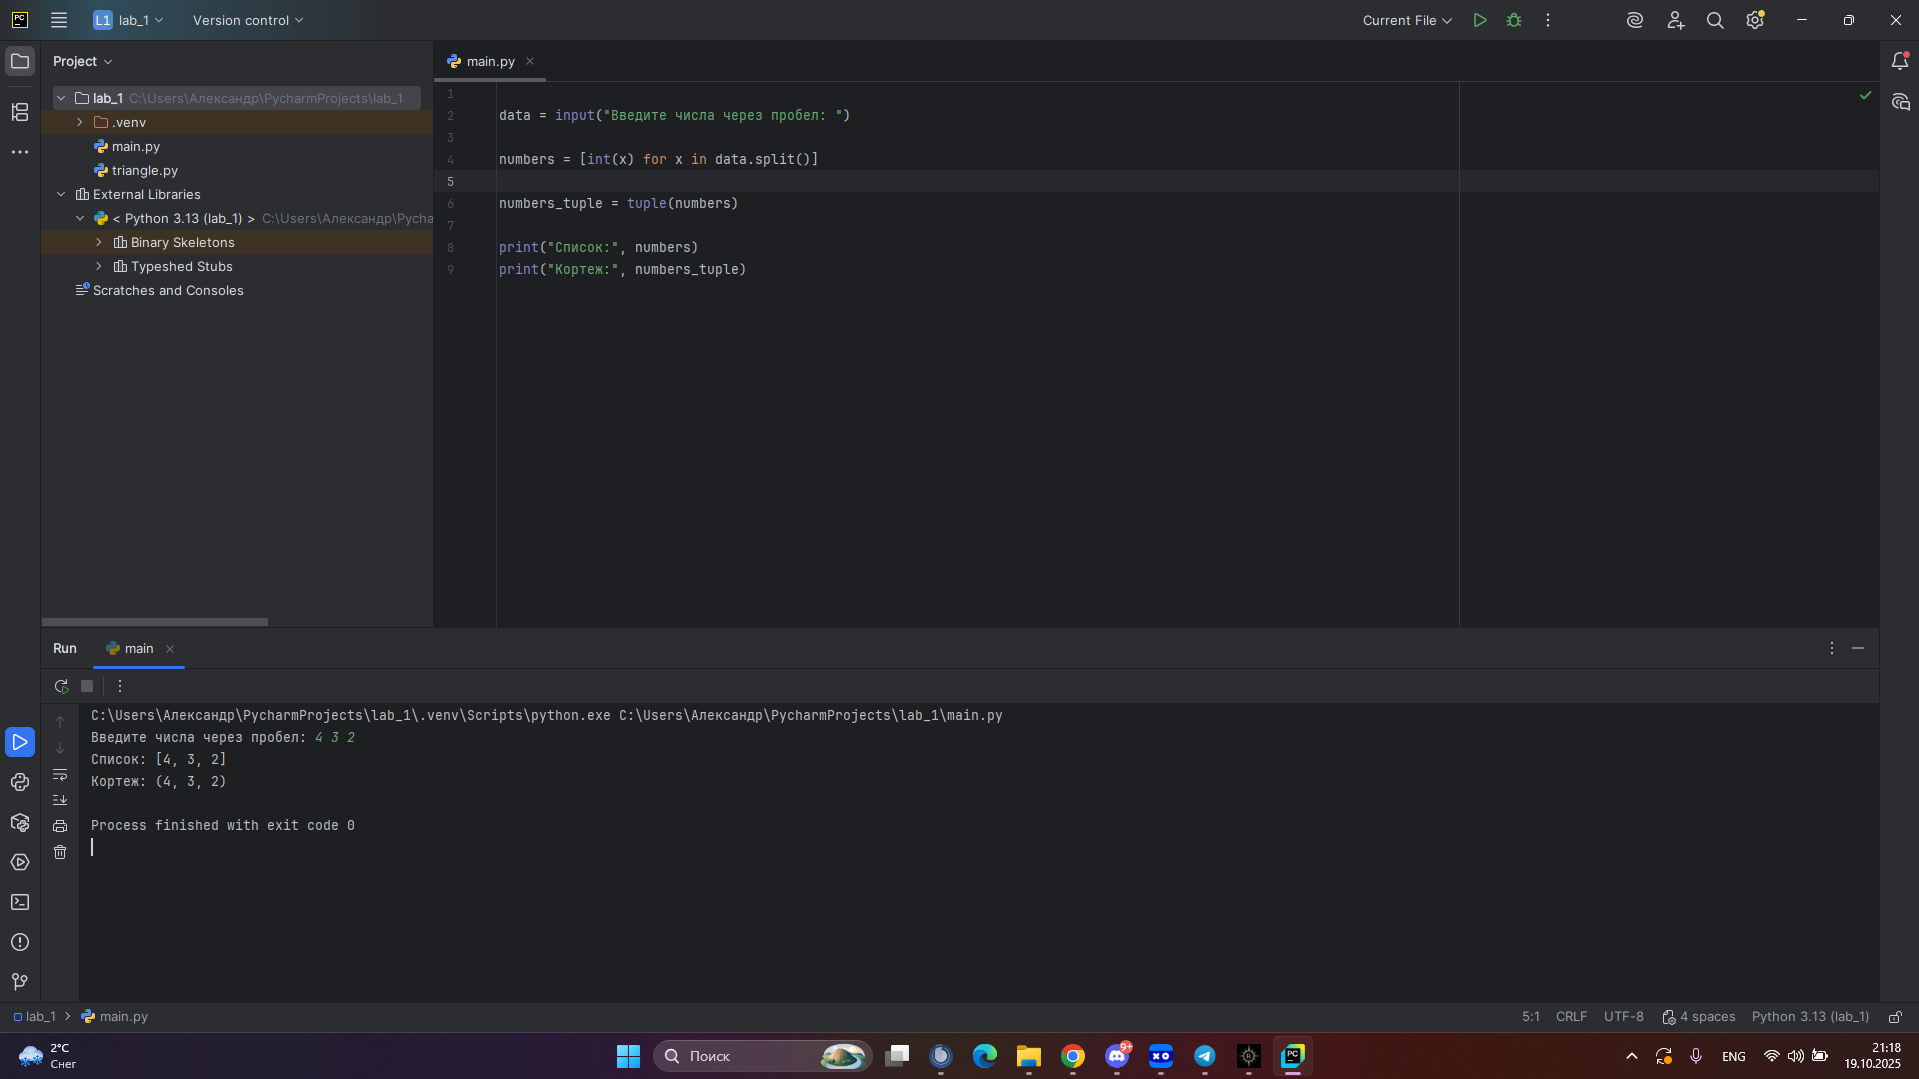 PC
L1 lab_1
Version control
Current File
Project
main.py
lab_1 C:\Users\Александр\PycharmProjects\lab_1
.venv
main.py
triangle.py
External Libraries
< Python 3.13 (lab_1) > C:\Users\Александр\Pycha
Binary Skeletons
Typeshed Stubs
Scratches and Consoles
1
2 data = input("Введите числа через пробел: ")
3
4 numbers = [int(x) for x in data.split()]
5
6 numbers_tuple = tuple(numbers)
7
8 print("Список:", numbers)
9 print("Кортеж:", numbers_tuple)
Run
main
C:\Users\Александр\PycharmProjects\lab_1\.venv\Scripts\python.exe C:\Users\Александр\PycharmProjects\lab_1\main.py
Введите числа через пробел: 4 3 2
Список: [4, 3, 2]
Кортеж: (4, 3, 2)
Process finished with exit code 0
lab_1 > main.py
5:1 CRLF UTF-8 4 spaces Python 3.13 (lab_1)
2°C
Снег
Поиск
9+
XO
PC
ENG
21:18
19.10.2025